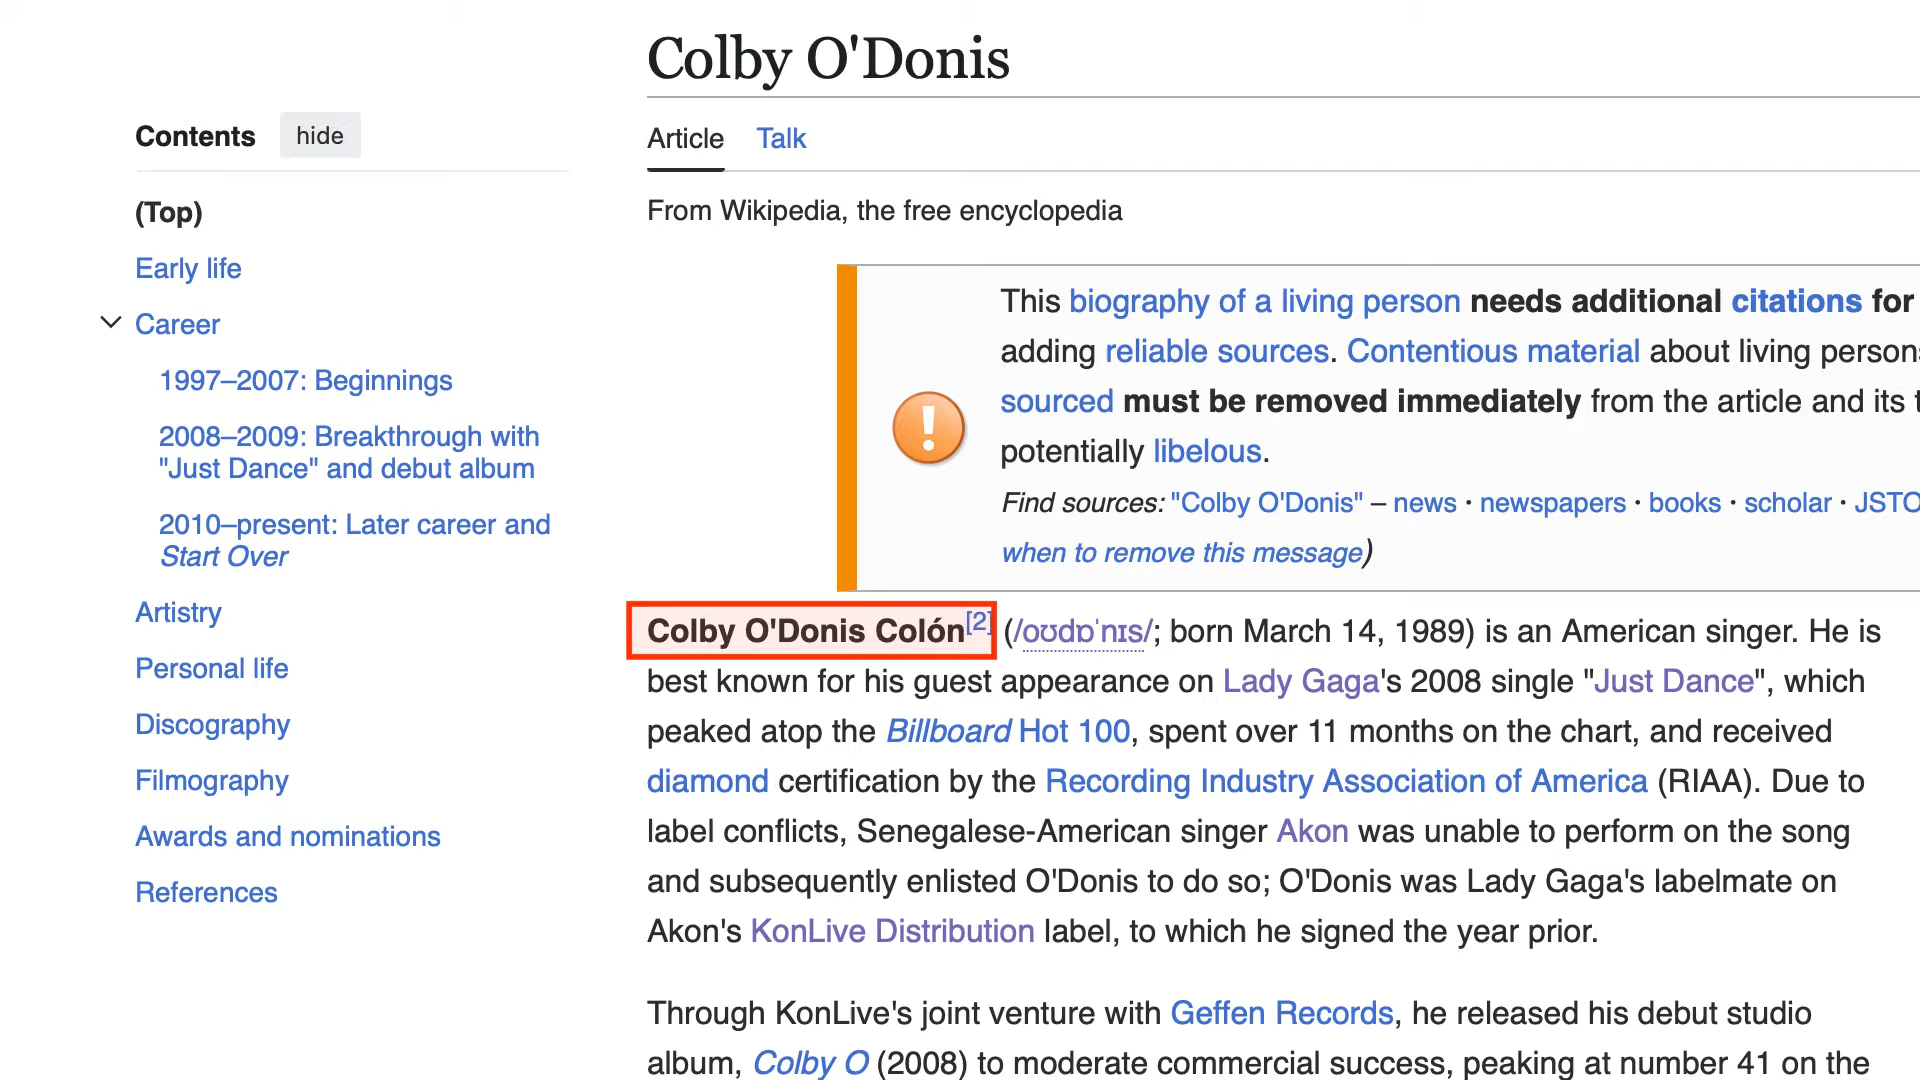 Colby O'Donis
Contents hide
(Top)
Early life
Career
1997–2007: Beginnings
2008–2009: Breakthrough with
"Just Dance" and debut album
2010–present: Later career and
Start Over
Artistry
Personal life
Discography
Filmography
Awards and nominations
References
Article Talk
From Wikipedia, the free encyclopedia
This biography of a living person needs additional citations for
adding reliable sources. Contentious material about living persons
sourced must be removed immediately from the article and its t
potentially libelous.
Find sources: "Colby O'Donis" – news · newspapers · books · scholar · JSTO
when to remove this message)
Colby O'Donis Colón[2] (/oʊdɒˈnɪs/; born March 14, 1989) is an American singer. He is
best known for his guest appearance on Lady Gaga's 2008 single "Just Dance", which
peaked atop the Billboard Hot 100, spent over 11 months on the chart, and received
diamond certification by the Recording Industry Association of America (RIAA). Due to
label conflicts, Senegalese-American singer Akon was unable to perform on the song
and subsequently enlisted O'Donis to do so; O'Donis was Lady Gaga's labelmate on
Akon's KonLive Distribution label, to which he signed the year prior.
Through KonLive's joint venture with Geffen Records, he released his debut studio
album, Colby O (2008) to moderate commercial success, peaking at number 41 on the